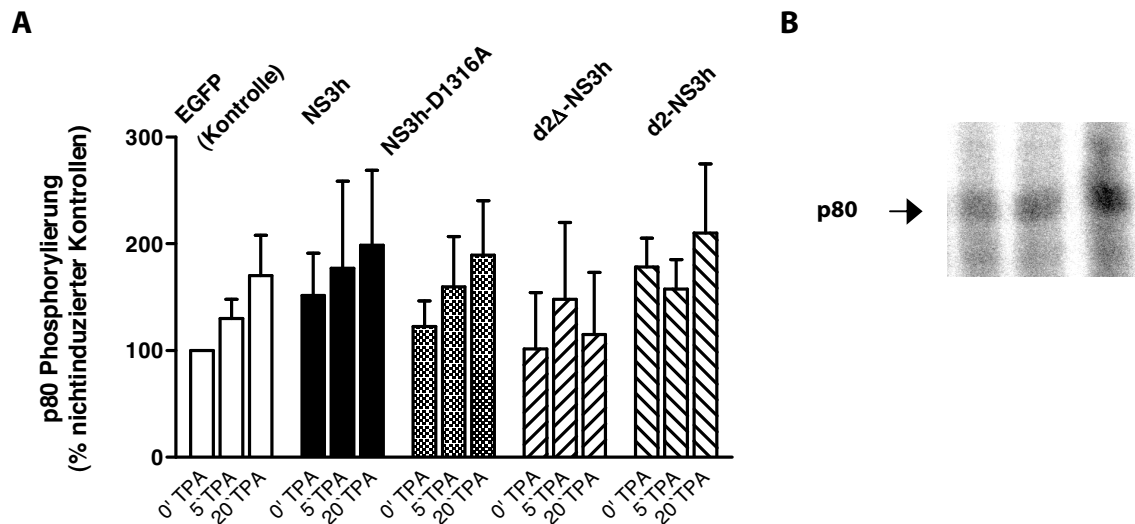 A
B
EGFP
(Kontrolle)
NS3h
NS3h-D1316A
d2Δ-NS3h
d2-NS3h
p80 Phosphorylierung
(% nichtinduzierter Kontrollen)
300
200
100
0
0' TPA
5`TPA
20`TPA
0' TPA
5`TPA
20`TPA
0' TPA
5`TPA
20`TPA
0' TPA
5`TPA
20`TPA
0' TPA
5`TPA
20`TPA
p80